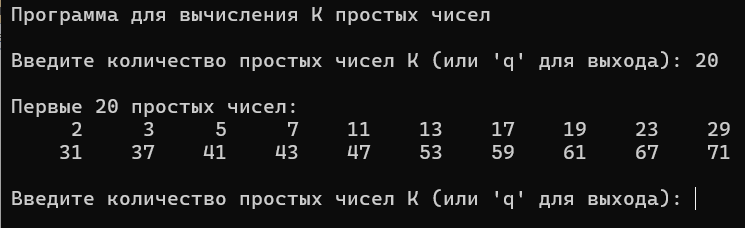 Программа для вычисления K простых чисел
Введите количество простых чисел K (или 'q' для выхода): 20
Первые 20 простых чисел:
2 3 5 7 11 13 17 19 23 29
31 37 41 43 47 53 59 61 67 71
Введите количество простых чисел K (или 'q' для выхода):